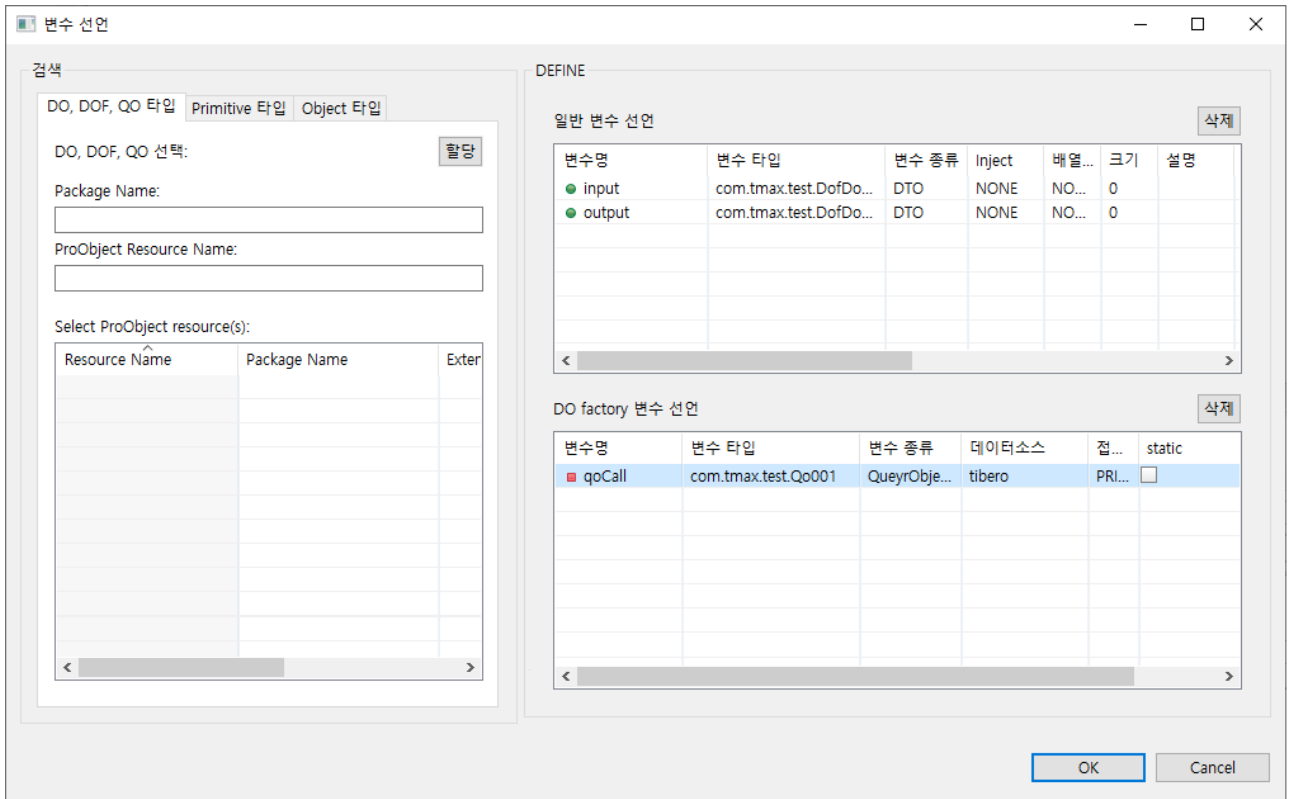 변수 선언
검색
DO, DOF, QO 타입 Primitive 타입 Object 타입
DO, DOF, QO 선택: 할당
Package Name:
ProObject Resource Name:
Select ProObject resource(s):
Resource Name Package Name Exter
DEFINE
일반 변수 선언 삭제
변수명 변수 타입 변수 종류 Inject 배열... 크기 설명
input com.tmax.test.DofDo... DTO NONE NO... 0
output com.tmax.test.DofDo... DTO NONE NO... 0
DO factory 변수 선언 삭제
변수명 변수 타입 변수 종류 데이터소스 접... static
qoCall com.tmax.test.Qo001 QueyrObje... tibero PRI...
OK Cancel